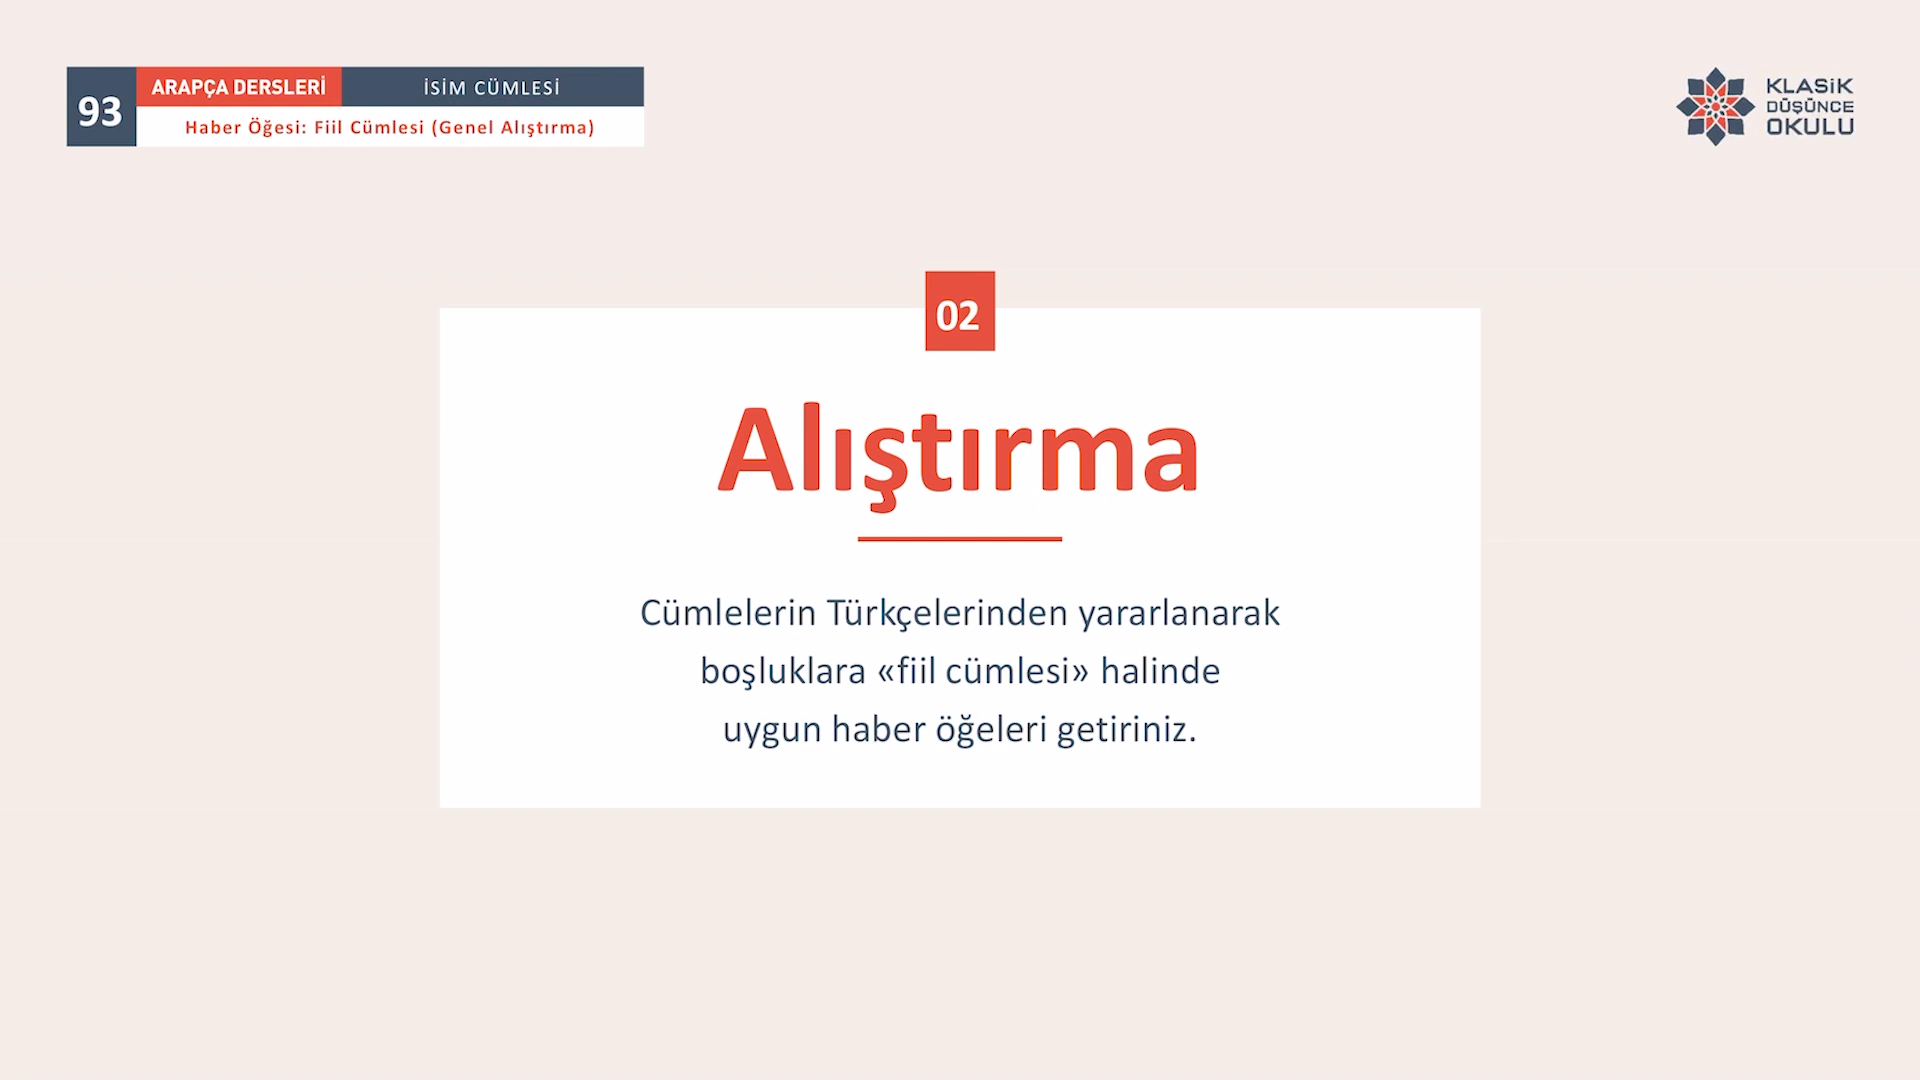 93
ARAPÇA DERSLERİ
İSİM CÜMLESİ
Haber Öğesi: Fiil Cümlesi (Genel Alıştırma)
KLASİK
DÜŞÜNCE
OKULU
02
Alıştırma
Cümlelerin Türkçelerinden yararlanarak
boşluklara «fiil cümlesi» halinde
uygun haber öğeleri getiriniz.